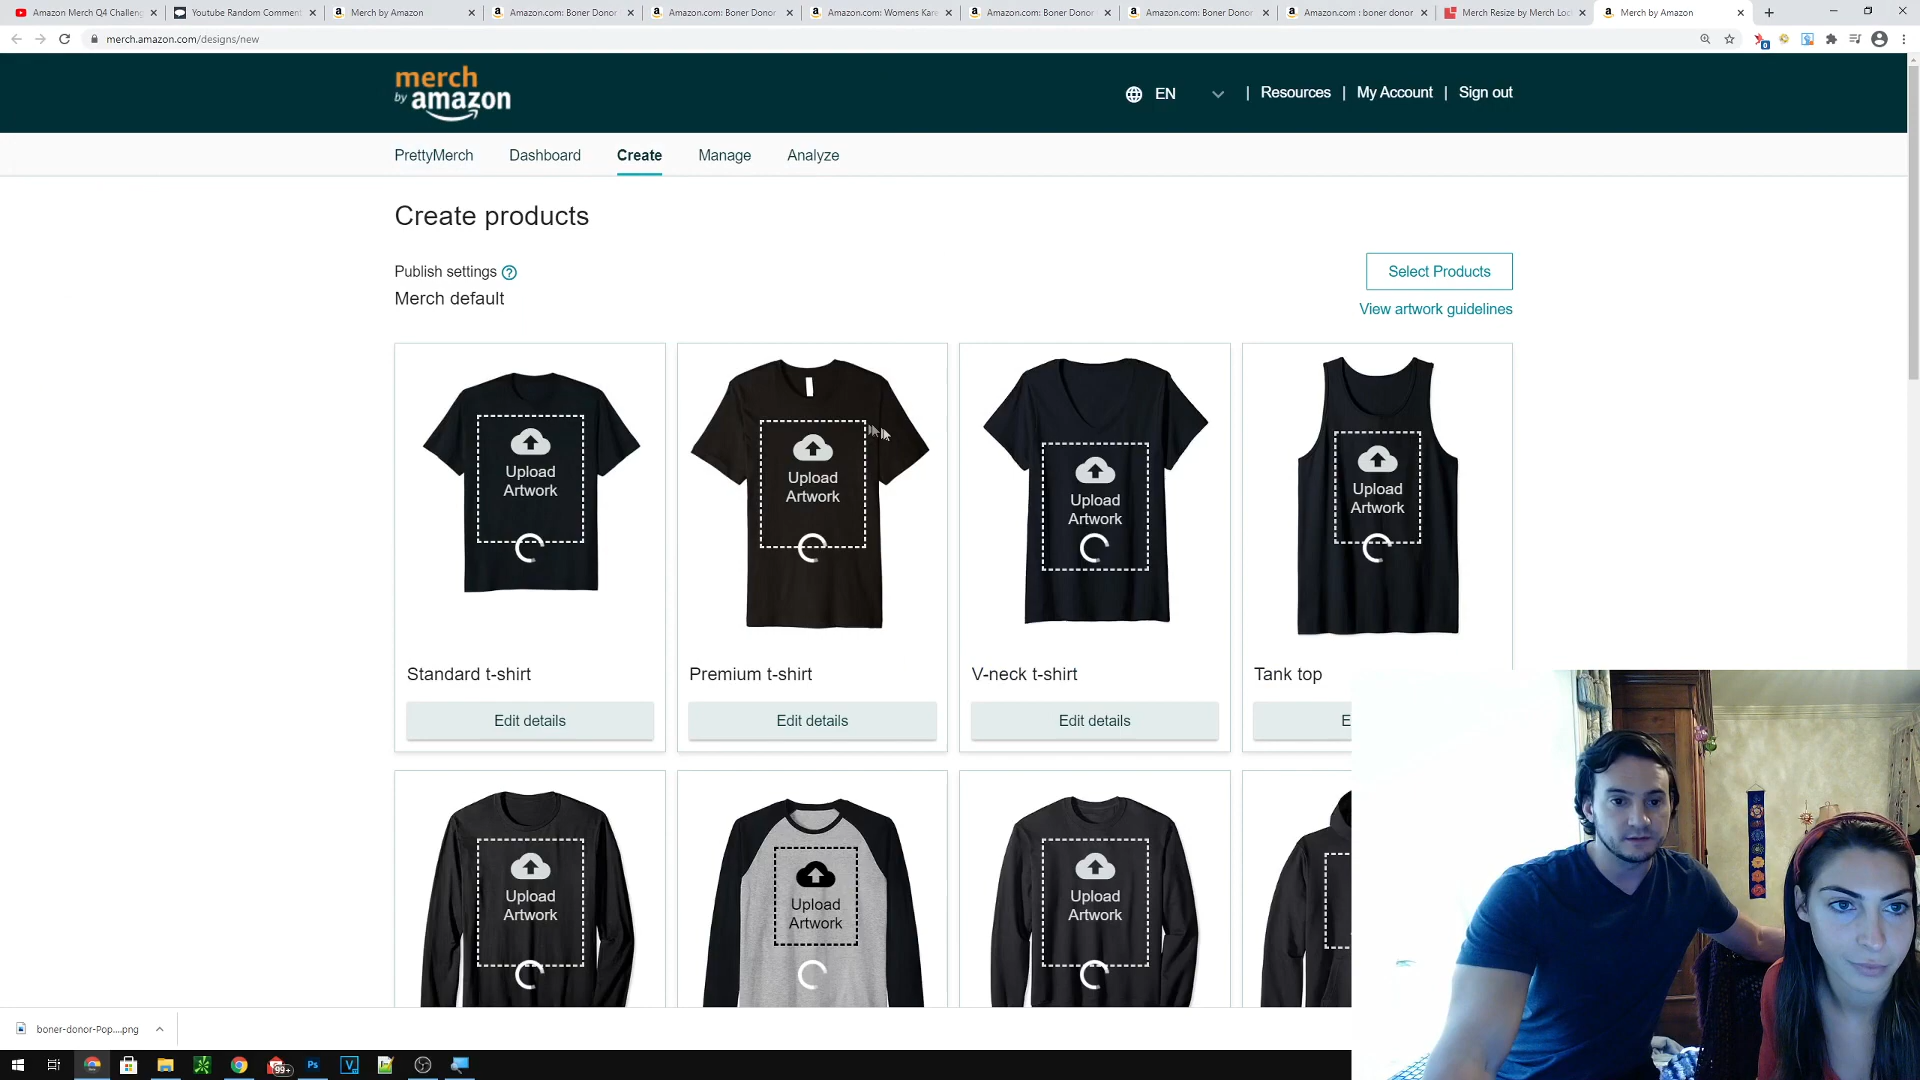 Amazon Merch Q4 Challeng
Youtube Random Comment
Merch by Amazon
Amazon.com: Boner Donor
Amazon.com: Boner Donor
Amazon.com: Womens Kare
Amazon.com: Boner Donor
Amazon.com: Boner Donor
Amazon.com : boner donor
Merch Resize by Merch Loc
Merch by Amazon
merch.amazon.com/designs/new
merch
by amazon
EN | Resources | My Account | Sign out
PrettyMerch Dashboard Create Manage Analyze
Create products
Publish settings ?
Select Products
Merch default
View artwork guidelines
Upload
Artwork
Upload
Artwork
Upload
Artwork
Upload
Artwork
Standard t-shirt
Premium t-shirt
V-neck t-shirt
Tank top
Edit details
Edit details
Edit details
E
Upload
Artwork
Upload
Artwork
Upload
Artwork
boner-donor-Pop....png
99+
Ps
V